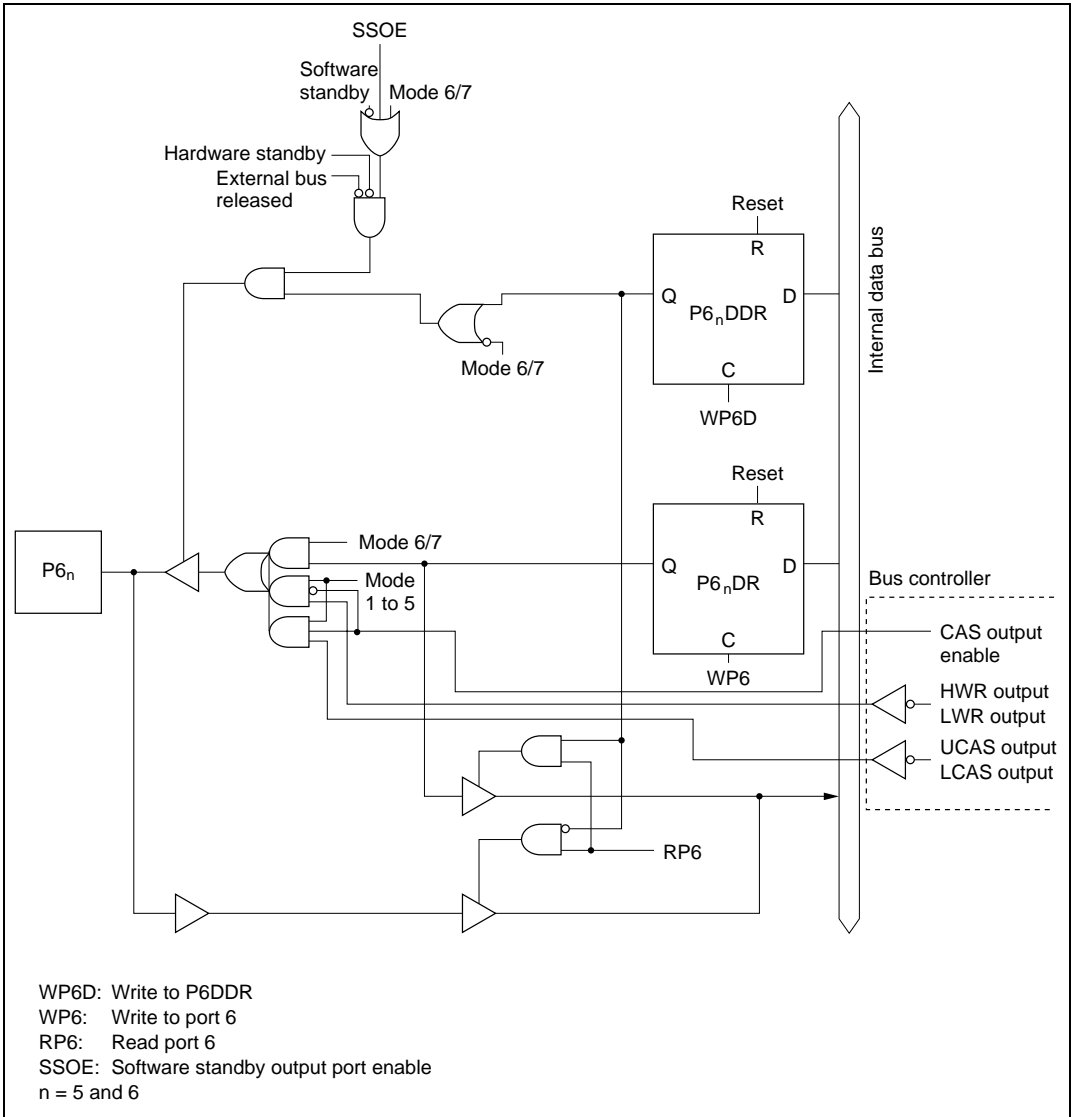 SSOE
Software
standby
Mode 6/7
Hardware standby
External bus
released
Reset
R
Q
D
P6nDDR
C
WP6D
Internal data bus
Mode 6/7
Reset
R
Q
D
P6nDR
C
WP6
P6n
Mode 6/7
Mode
1 to 5
Bus controller
CAS output
enable
HWR output
LWR output
UCAS output
LCAS output
RP6
WP6D: Write to P6DDR
WP6: Write to port 6
RP6: Read port 6
SSOE: Software standby output port enable
n = 5 and 6